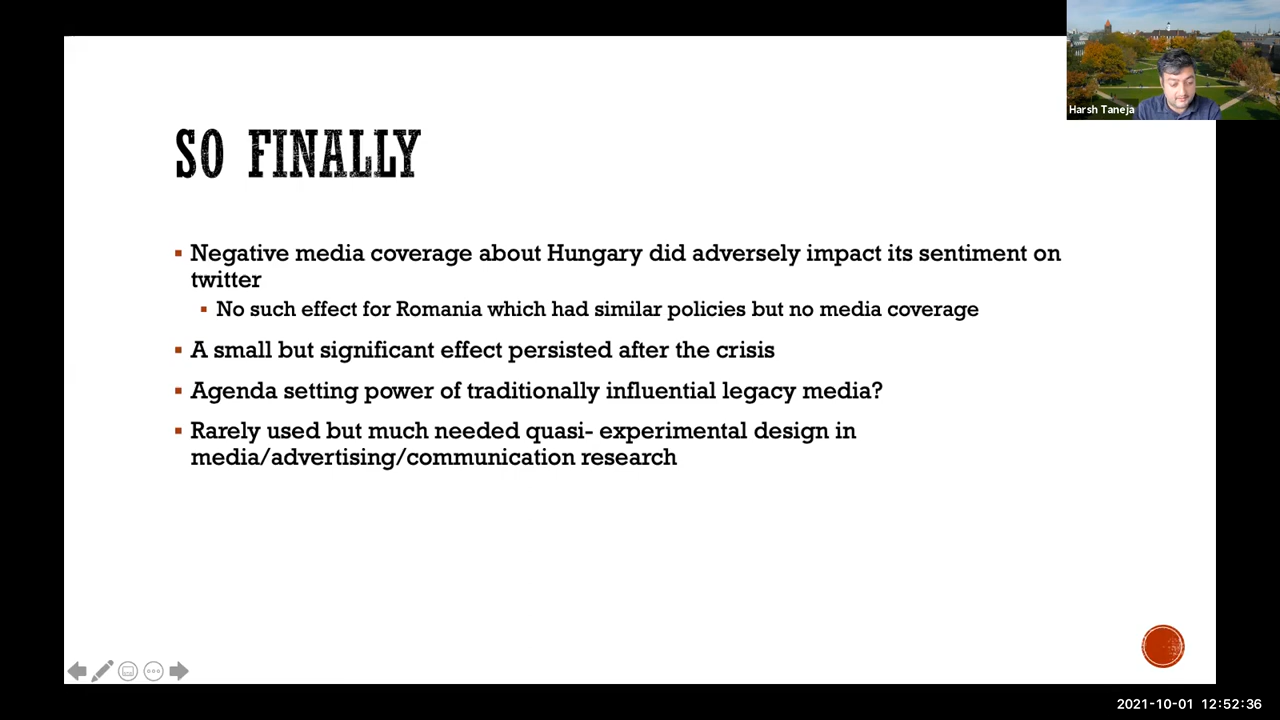 Harsh Taneja
SO FINALLY
Negative media coverage about Hungary did adversely impact its sentiment on
twitter
No such effect for Romania which had similar policies but no media coverage
A small but significant effect persisted after the crisis
Agenda setting power of traditionally influential legacy media?
Rarely used but much needed quasi- experimental design in
media/advertising/communication research
2021-10-01 12:52:36